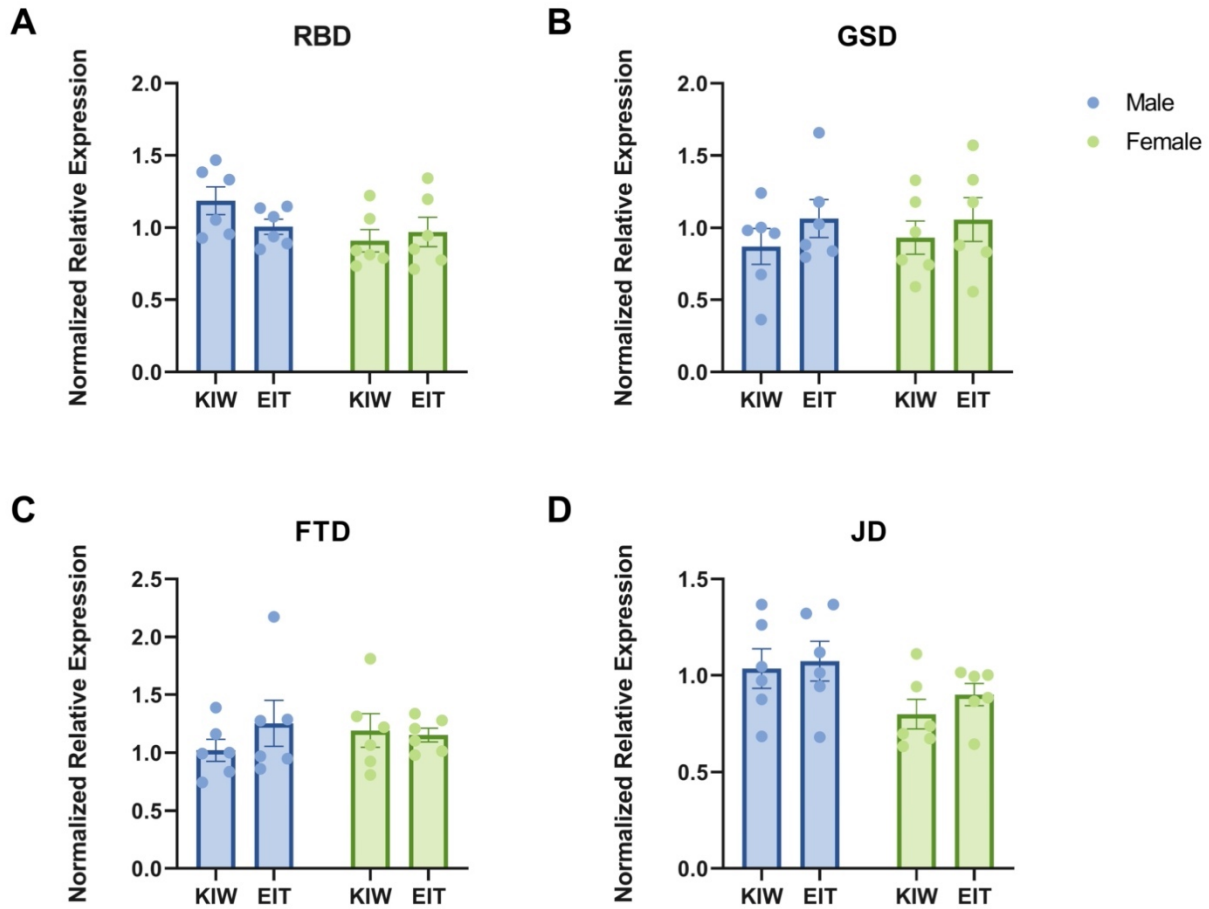 A
RBD
Normalized Relative Expression
2.0
1.5
1.0
0.5
0.0
KIW EIT KIW EIT
B
GSD
Normalized Relative Expression
2.0
1.5
1.0
0.5
0.0
KIW EIT KIW EIT
Male
Female
C
FTD
Normalized Relative Expression
2.5
2.0
1.5
1.0
0.5
0.0
KIW EIT KIW EIT
D
JD
Normalized Relative Expression
1.5
1.0
0.5
0.0
KIW EIT KIW EIT